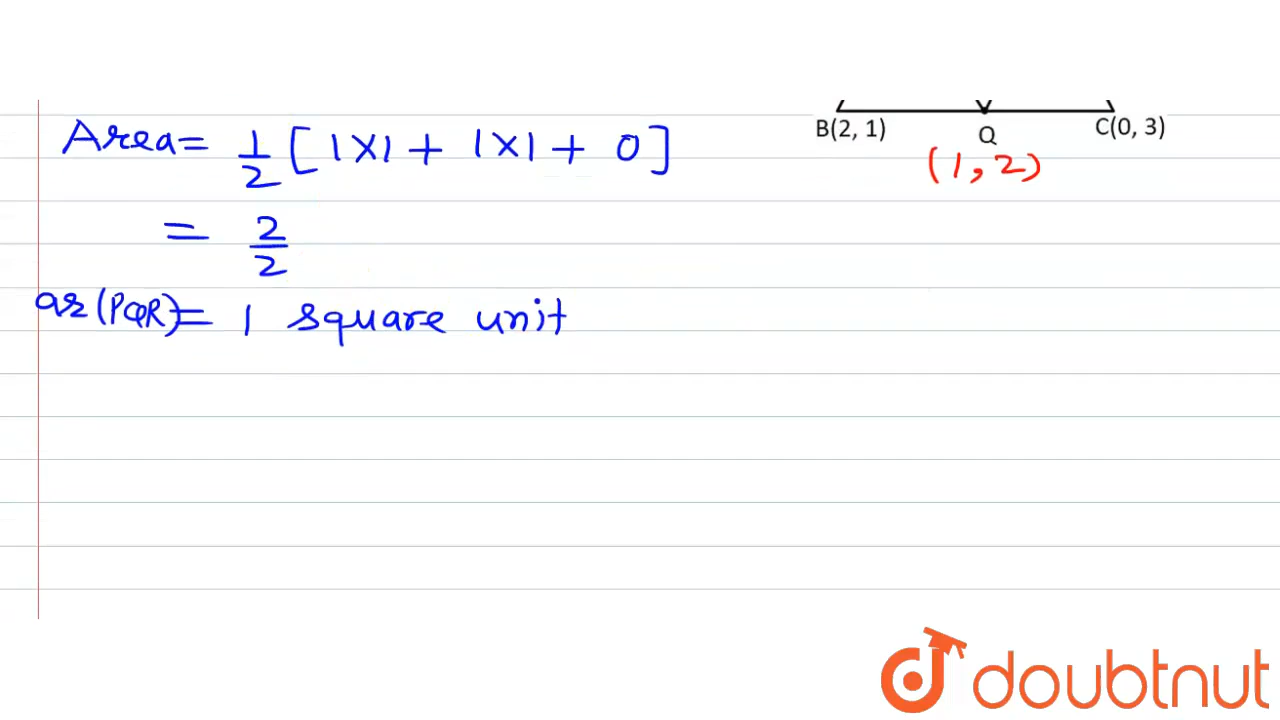 Area = 1/2 [1×1 + 1×1 + 0]
= 2/2
ar(PQR) = 1 square unit
B(2, 1) Q C(0, 3)
(1, 2)
doubtnut